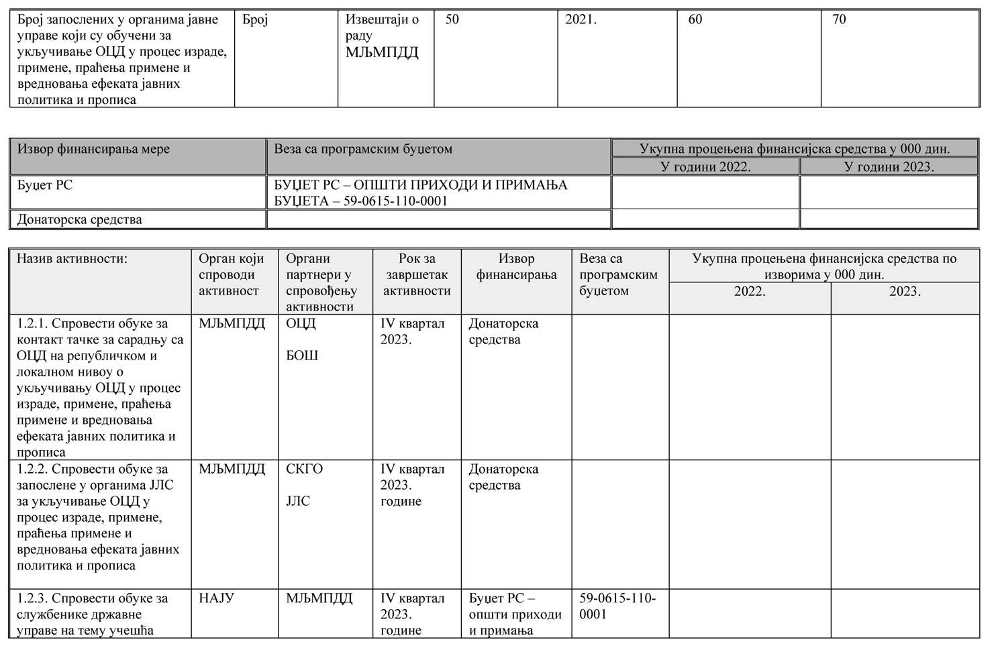 Број запослених у органима јавне
управе који су обучени за
укључивање ОЦД у процес израде,
примене, праћења примене и
вредновања ефеката јавних
политика и прописа
Број
Извештаји о
раду
МЉМПДД
50
2021.
60
70
Извор финансирања мере
Веза са програмским буџетом
Укупна процењена финансијска средства у 000 дин.
У години 2022.
У години 2023.
Буџет РС
БУЏЕТ РС – ОПШТИ ПРИХОДИ И ПРИМАЊА
БУЏЕТА – 59-0615-110-0001
Донаторска средства
Назив активности:
Орган који
спроводи
активност
Органи
партнери у
спровођењу
активности
Рок за
завршетак
активности
Извор
финансирања
Веза са
програмским
буџетом
Укупна процењена финансијска средства по
изворима у 000 дин.
2022.
2023.
1.2.1. Спровести обуке за
контакт тачке за сарадњу са
ОЦД на републичком и
локалном нивоу о
укључивању ОЦД у процес
израде, примене, праћења
примене и вредновања
ефеката јавних политика и
прописа
МЉМПДД
ОЦД
БОШ
IV квартал
2023.
Донаторска
средства
1.2.2. Спровести обуке за
запослене у органима ЈЛС
за укључивање ОЦД у
процес израде, примене,
праћења примене и
вредновања ефеката јавних
политика и прописа
МЉМПДД
СКГО
ЈЛС
IV квартал
2023.
године
Донаторска
средства
1.2.3. Спровести обуке за
службенике државне
управе на тему учешћа
НАЈУ
МЉМПДД
IV квартал
2023.
године
Буџет РС –
општи приходи
и примања
59-0615-110-
0001